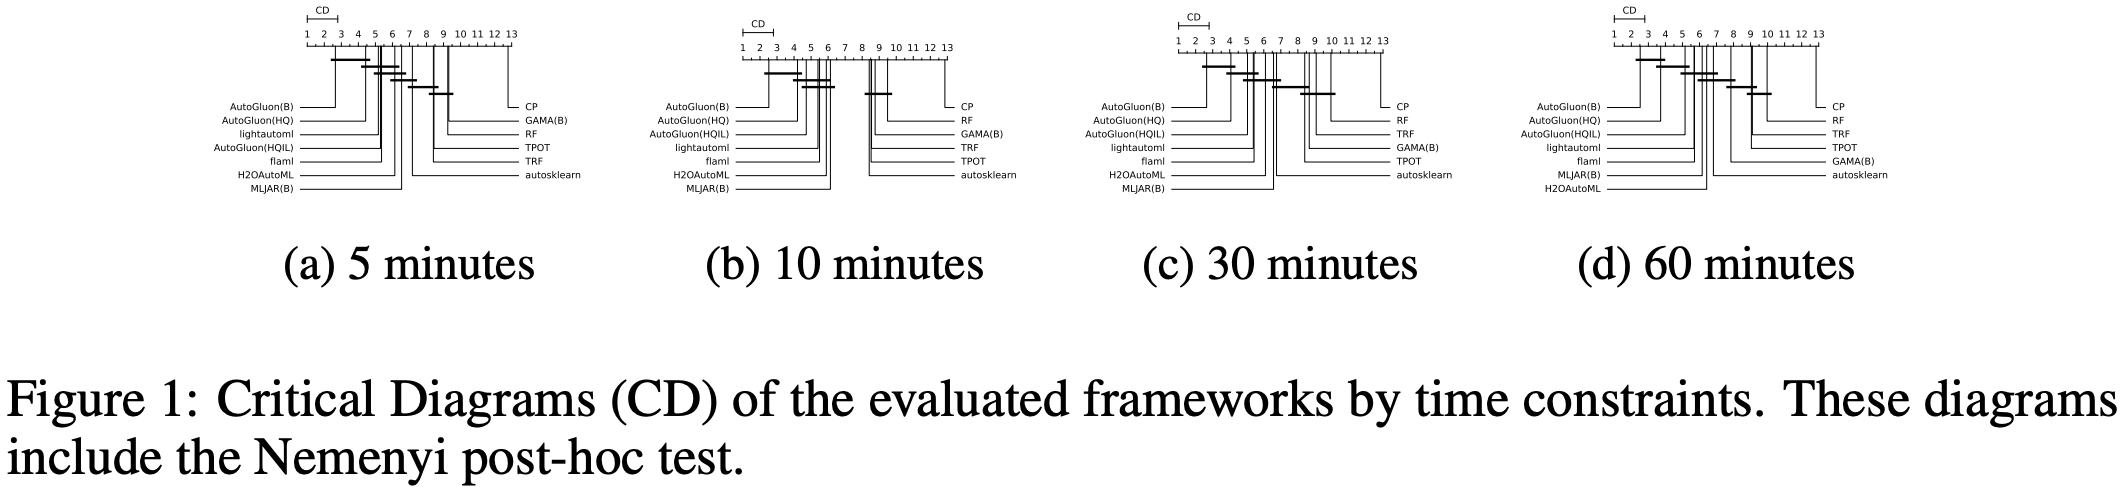 CD
1 2 3 4 5 6 7 8 9 10 11 12 13
AutoGluon(B)
AutoGluon(HQ)
lightautoml
AutoGluon(HQIL)
flaml
H2OAutoML
MLJAR(B)
CP
GAMA(B)
RF
TPOT
TRF
autosklearn
(a) 5 minutes
CD
1 2 3 4 5 6 7 8 9 10 11 12 13
AutoGluon(B)
AutoGluon(HQ)
AutoGluon(HQIL)
lightautoml
flaml
H2OAutoML
MLJAR(B)
CP
RF
GAMA(B)
TRF
TPOT
autosklearn
(b) 10 minutes
CD
1 2 3 4 5 6 7 8 9 10 11 12 13
AutoGluon(B)
AutoGluon(HQ)
AutoGluon(HQIL)
lightautoml
flaml
H2OAutoML
MLJAR(B)
CP
RF
TRF
GAMA(B)
TPOT
autosklearn
(c) 30 minutes
CD
1 2 3 4 5 6 7 8 9 10 11 12 13
AutoGluon(B)
AutoGluon(HQ)
AutoGluon(HQIL)
lightautoml
flaml
MLJAR(B)
H2OAutoML
CP
RF
TRF
TPOT
GAMA(B)
autosklearn
(d) 60 minutes
Figure 1: Critical Diagrams (CD) of the evaluated frameworks by time constraints. These diagrams
include the Nemenyi post-hoc test.